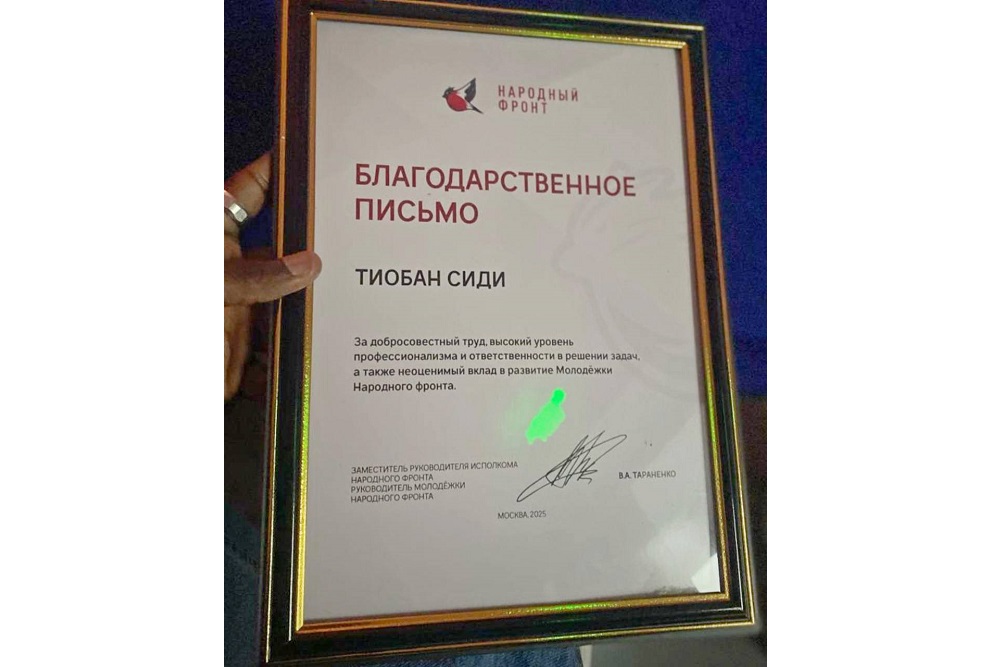 НАРОДНЫЙ
ФРОНТ
БЛАГОДАРСТВЕННОЕ
ПИСЬМО
ТИОБАН СИДИ
За добросовестный труд, высокий уровень
профессионализма и ответственности в решении задач,
а также неоценимый вклад в развитие Молодёжки
Народного фронта.
ЗАМЕСТИТЕЛЬ РУКОВОДИТЕЛЯ ИСПОЛКОМА
НАРОДНОГО ФРОНТА
РУКОВОДИТЕЛЬ МОЛОДЁЖКИ
НАРОДНОГО ФРОНТА
В.А. ТАРАНЕНКО
МОСКВА, 2025